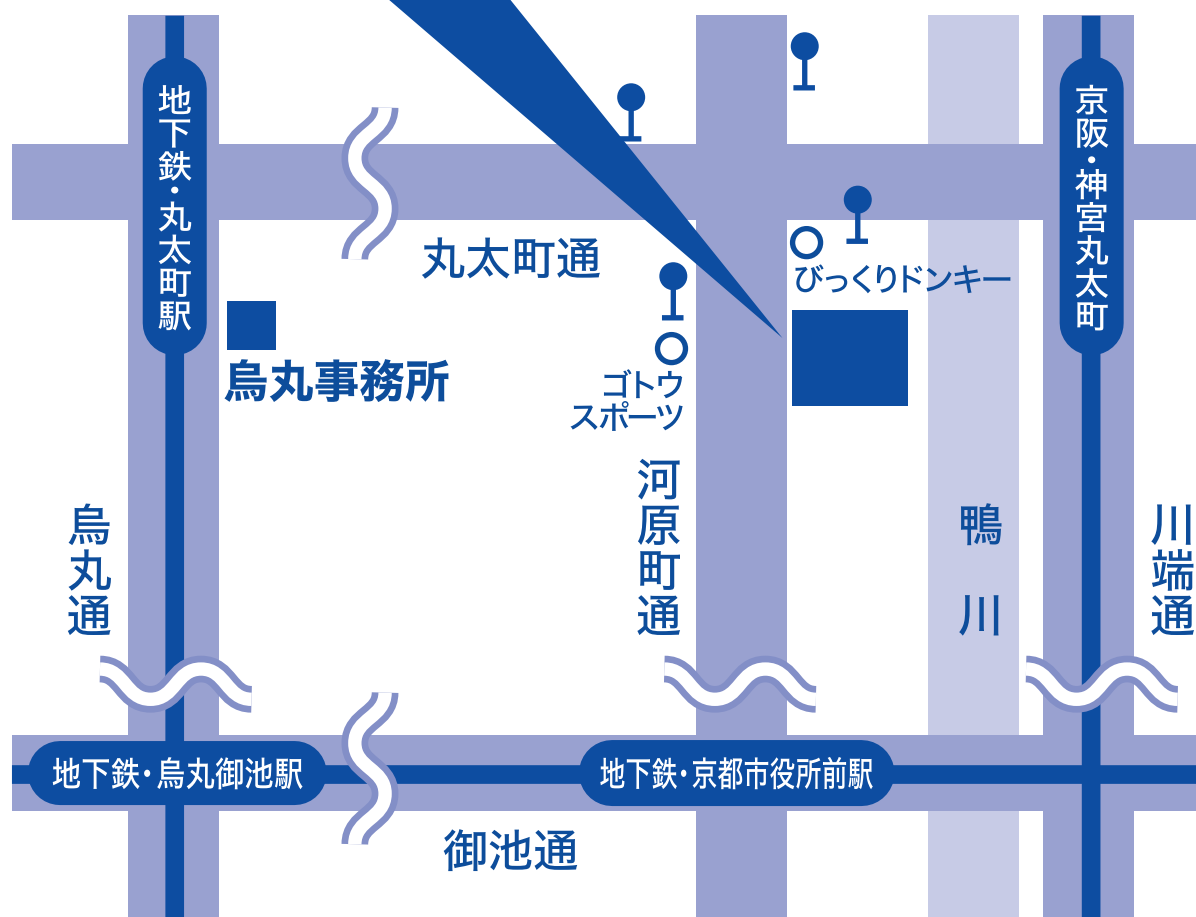 地下鉄・丸太町駅
京阪・神宮丸太町
丸太町通
びっくりドンキー
烏丸事務所
ゴトウ
スポーツ
河原町通
烏丸通
鴨川
川端通
地下鉄・烏丸御池駅
地下鉄・京都市役所前駅
御池通